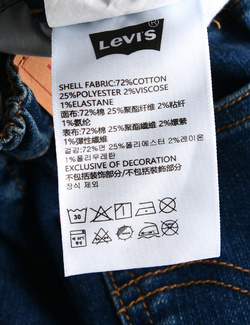 LEVI'S
SHELL FABRIC:72%COTTON
25%POLYESTER 2%VISCOSE
1%ELASTANE
面布:72%棉 25%聚酯纤维 2%粘纤
1%氨纶
表布:72%棉 25%聚酯纖維 2%嫘縈
1%彈性纖維
겉감:72%면 25%폴리에스터 2%레이온
1%폴리우레탄
EXCLUSIVE OF DECORATION
不包括装饰部分/不包括裝飾部分
장식 제외
30